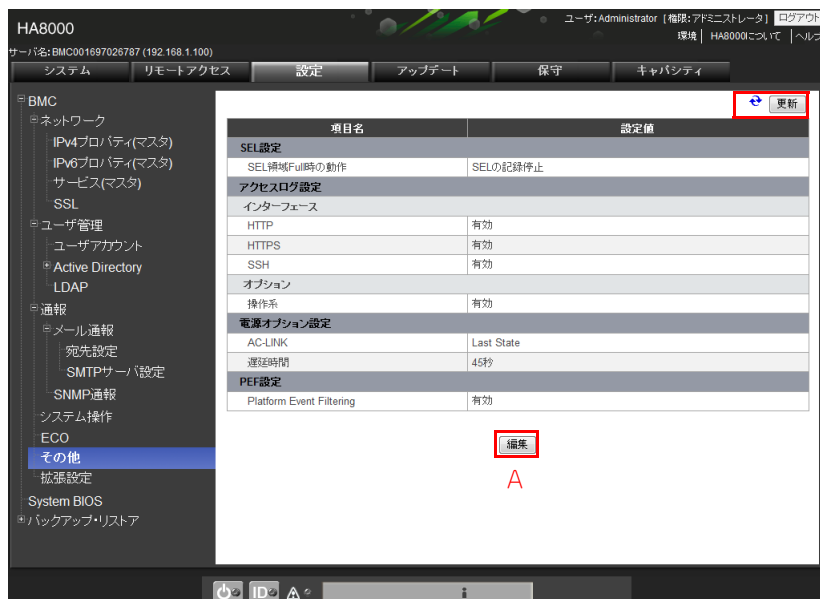 HA8000
ユーザ:Administrator [権限:アドミニストレータ] ログアウト
環境 HA8000について ヘルプ
サーバ名:BMC001697026787 (192.168.1.100)
システム リモートアクセス 設定 アップデート 保守 キャパシティ
BMC
ネットワーク
IPv4プロパティ(マスタ)
IPv6プロパティ(マスタ)
サービス(マスタ)
SSL
ユーザ管理
ユーザアカウント
Active Directory
LDAP
通報
メール通報
宛先設定
SMTPサーバ設定
SNMP通報
システム操作
ECO
その他
拡張設定
System BIOS
バックアップ・リストア
更新
項目名 設定値
SEL設定
SEL領域Full時の動作 SELの記録停止
アクセスログ設定
インターフェース
HTTP 有効
HTTPS 有効
SSH 有効
オプション
操作系 有効
電源オプション設定
AC-LINK Last State
遅延時間 45秒
PEF設定
Platform Event Filtering 有効
編集
A
ID